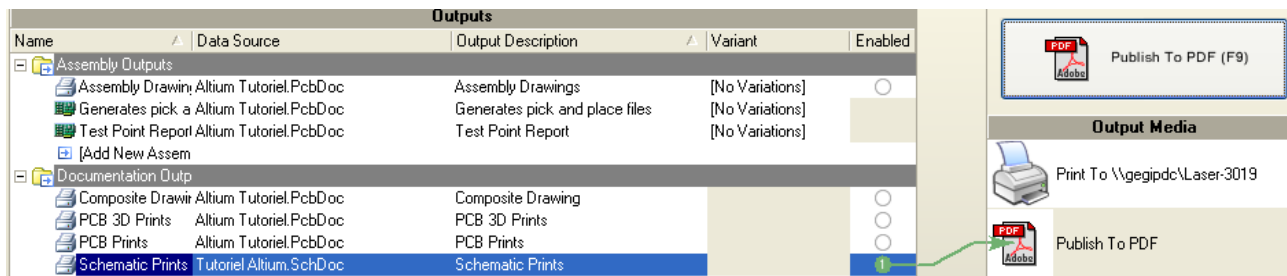 Outputs
Name Data Source Output Description Variant Enabled
Assembly Outputs
Assembly Drawin Altium Tutoriel.PcbDoc Assembly Drawings [No Variations]
Generates pick a Altium Tutoriel.PcbDoc Generates pick and place files [No Variations]
Test Point Report Altium Tutoriel.PcbDoc Test Point Report [No Variations]
[Add New Assem
Documentation Outp
Composite Drawin Altium Tutoriel.PcbDoc Composite Drawing
PCB 3D Prints Altium Tutoriel.PcbDoc PCB 3D Prints
PCB Prints Altium Tutoriel.PcbDoc PCB Prints
Schematic Prints Tutoriel Altium.SchDoc Schematic Prints 1
PDF
Adobe
Publish To PDF (F9)
Output Media
Print To \\gegipdc\Laser-3019
PDF
Adobe
Publish To PDF